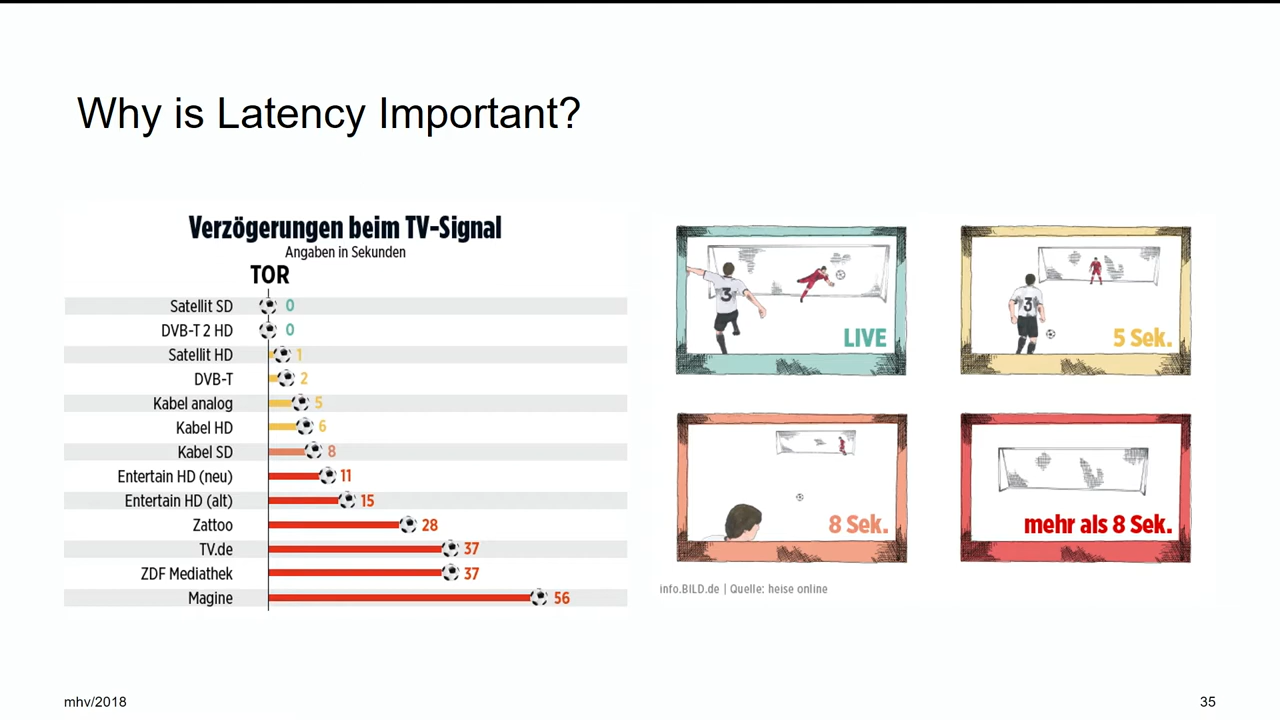 Why is Latency Important?
Verzögerungen beim TV-Signal
Angaben in Sekunden
TOR
Satellit SD 0
DVB-T 2 HD 0
Satellit HD 1
DVB-T 2
Kabel analog 5
Kabel HD 6
Kabel SD 8
Entertain HD (neu) 11
Entertain HD (alt) 15
Zattoo 28
TV.de 37
ZDF Mediathek 37
Magine 56
3
LIVE
3
5 Sek.
8 Sek.
mehr als 8 Sek.
info.BILD.de | Quelle: heise online
mhv/2018
35